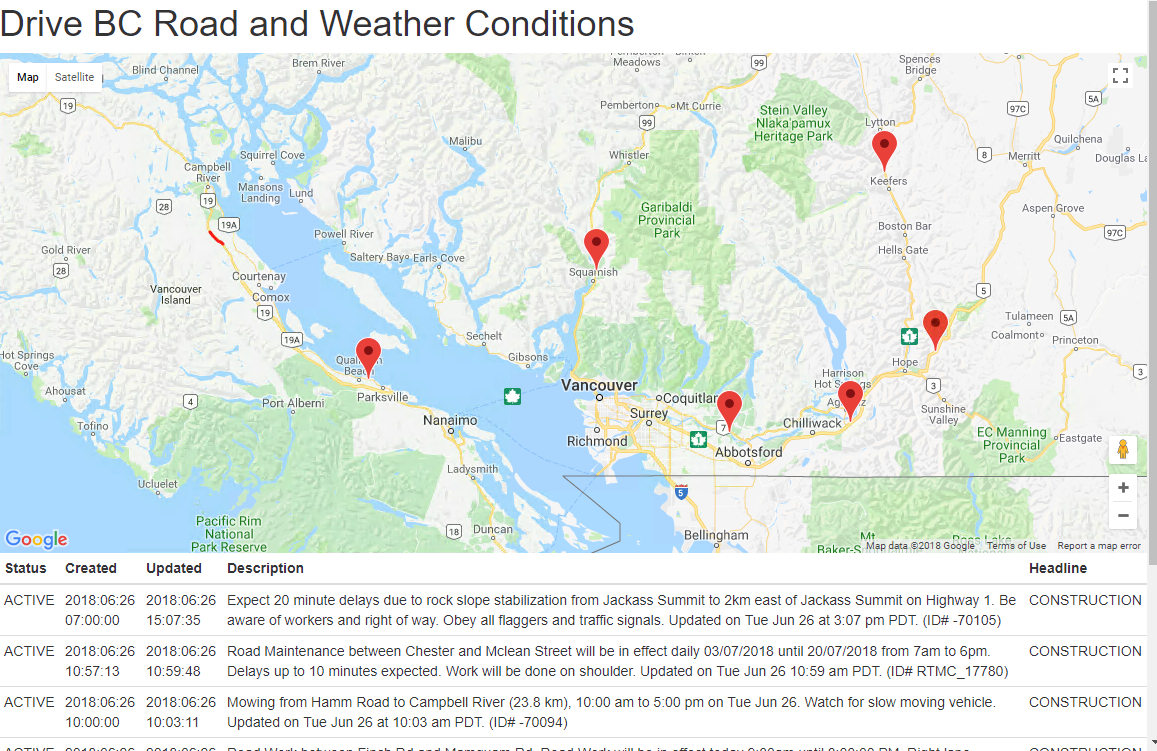 Drive BC Road and Weather Conditions
Map
Satellite
Blind Channel
Brem River
Meadows
99
Spences
Bridge
19
Pemberton
Mt Currie
99
Stein Valley
Nlaka'pamux
Heritage Park
97C
5A
Lytton
Malibu
Quilchena
Campbell
River
Squirrel Cove
Whistler
8
Merritt
Douglas La
Keefers
Mansons
Landing
Lund
28
19
19A
Garibaldi
Provincial
Park
Aspen Grove
Powell River
Boston Bar
97C
Gold River
28
Saltery Bay
Earls Cove
Hells Gate
Squamish
Courtenay
Comox
Vancouver
Island
5
19
Tulameen
5A
Coalmont
Princeton
19A
Sechelt
1
Hot Springs
Cove
Gibsons
Hope
3
Harrison
Hot Springs
Ahousat
4
Port Alberni
Parksville
Vancouver
Coquitlam
3
Sunshine
Valley
Nanaimo
Surrey
7
Chilliwack
Tofino
Richmond
1
Abbotsford
EC Manning
Provincial
Park
Eastgate
Ladysmith
Ucluelet
5
Pacific Rim
National
Park Reserve
18
Duncan
Bellingham
Google
Map data ©2018 Google
Terms of Use
Report a map error
Status Created Updated Description Headline
ACTIVE 2018:06:26 2018:06:26 Expect 20 minute delays due to rock slope stabilization from Jackass Summit to 2km east of Jackass Summit on Highway 1. Be CONSTRUCTION
07:00:00 15:07:35 aware of workers and right of way. Obey all flaggers and traffic signals. Updated on Tue Jun 26 at 3:07 pm PDT. (ID# -70105)
ACTIVE 2018:06:26 2018:06:26 Road Maintenance between Chester and Mclean Street will be in effect daily 03/07/2018 until 20/07/2018 from 7am to 6pm. CONSTRUCTION
10:57:13 10:59:48 Delays up to 10 minutes expected. Work will be done on shoulder. Updated on Tue Jun 26 10:59 am PDT. (ID# RTMC_17780)
ACTIVE 2018:06:26 2018:06:26 Mowing from Hamm Road to Campbell River (23.8 km), 10:00 am to 5:00 pm on Tue Jun 26. Watch for slow moving vehicle. CONSTRUCTION
10:00:00 10:03:11 Updated on Tue Jun 26 at 10:03 am PDT. (ID# -70094)